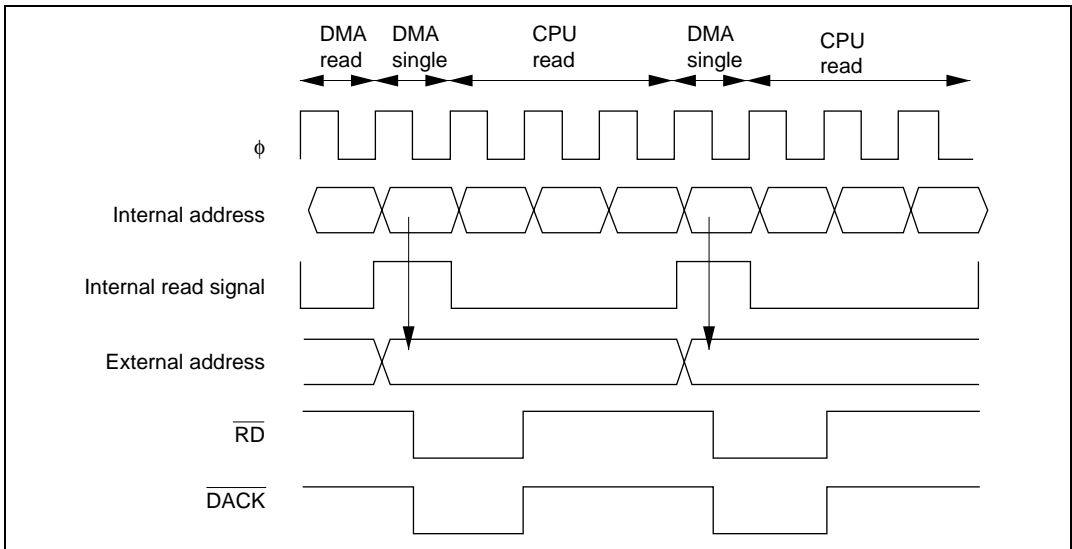 DMA read
DMA single
CPU read
DMA single
CPU read
φ
Internal address
Internal read signal
External address
RD
DACK